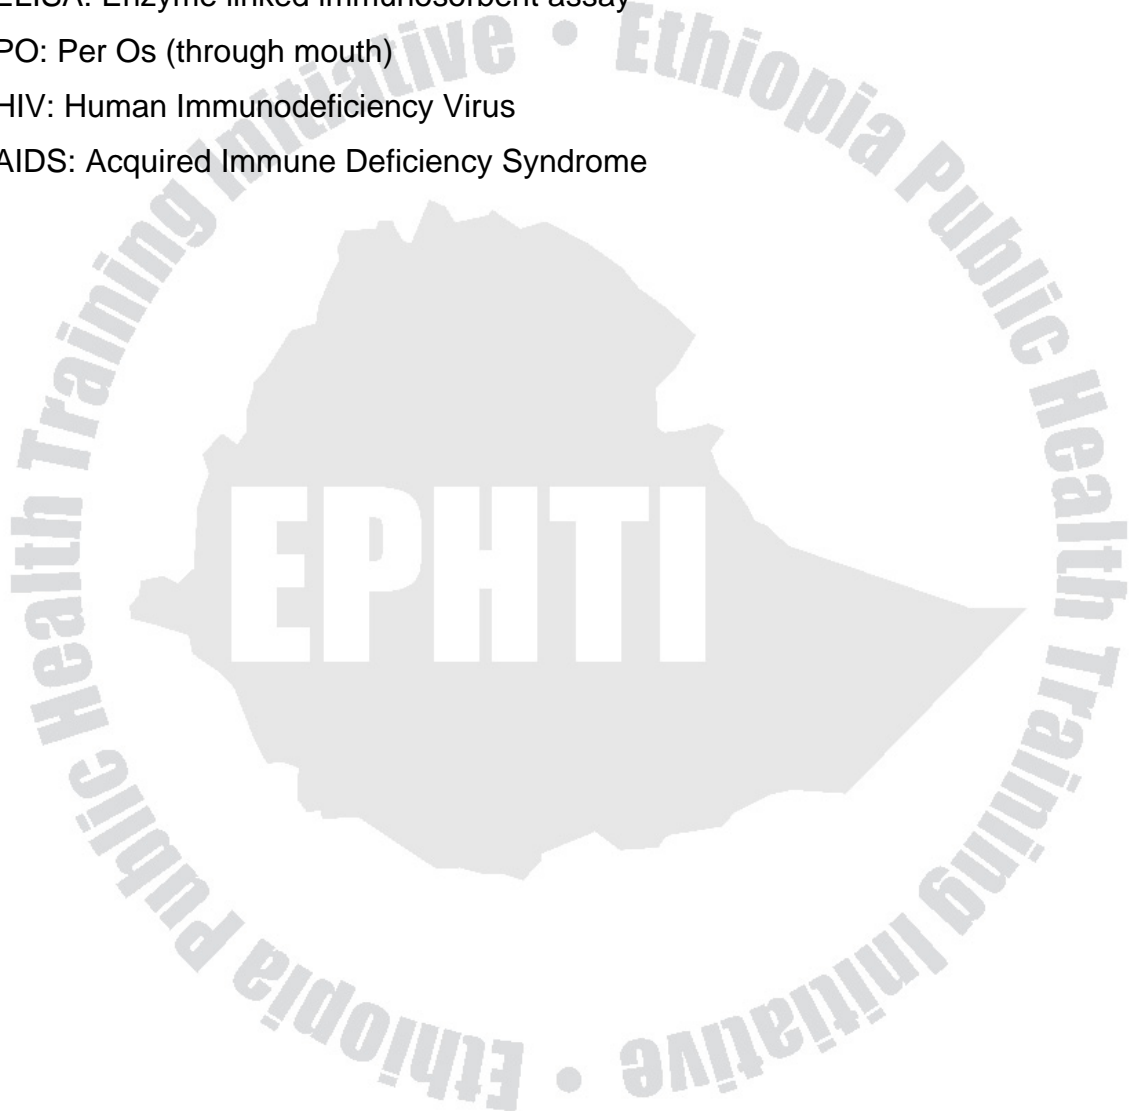 ELISA: Enzyme linked immunosorbent assay
PO: Per Os (through mouth)
HIV: Human Immunodeficiency Virus
AIDS: Acquired Immune Deficiency Syndrome
Ethiopia Public Health Training Initiative • Ethiopia Public Health Training Initiative •
EPHTI